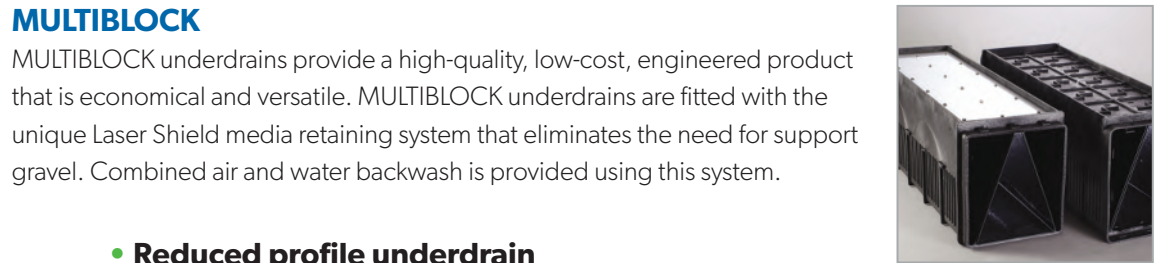 MULTIBLOCK
MULTIBLOCK underdrains provide a high-quality, low-cost, engineered product
that is economical and versatile. MULTIBLOCK underdrains are fitted with the
unique Laser Shield media retaining system that eliminates the need for support
gravel. Combined air and water backwash is provided using this system.
• Reduced profile underdrain